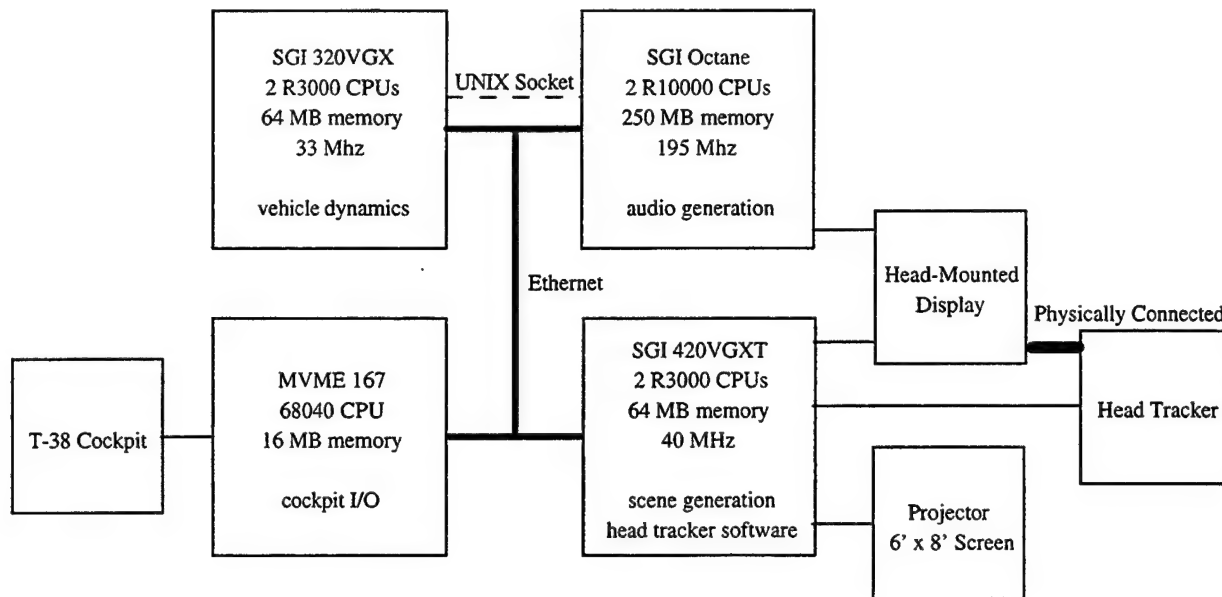 SGI 320VGX
2 R3000 CPUs
64 MB memory
33 Mhz
vehicle dynamics
UNIX Socket
SGI Octane
2 R10000 CPUs
250 MB memory
195 Mhz
audio generation
Ethernet
Head-Mounted
Display
Physically Connected
Head Tracker
T-38 Cockpit
MVME 167
68040 CPU
16 MB memory
cockpit I/O
SGI 420VGXT
2 R3000 CPUs
64 MB memory
40 MHz
scene generation
head tracker software
Projector
6' x 8' Screen